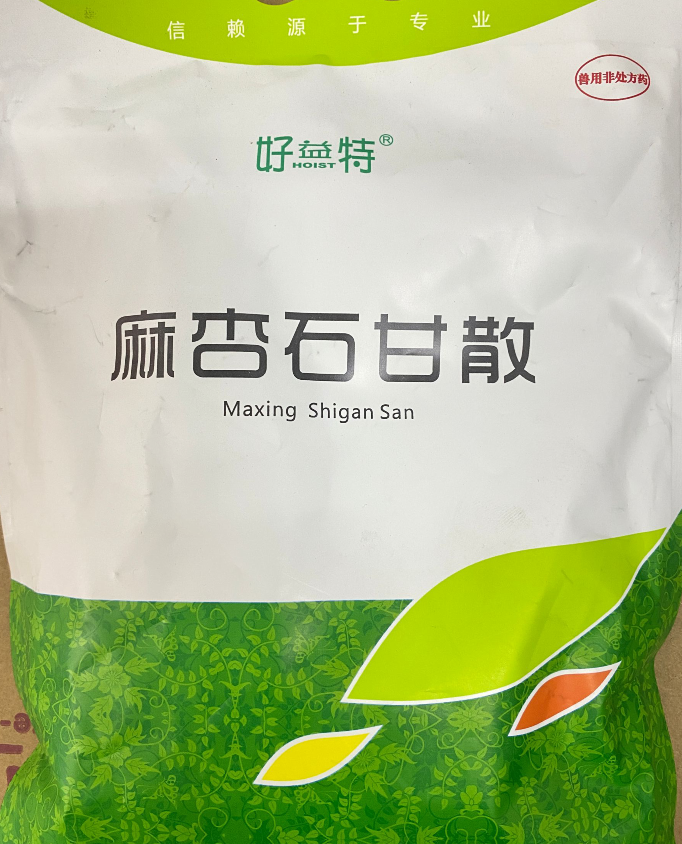 信赖源于专业
兽用非处方药
好益特®
HOIST
麻杏石甘散
Maxing Shigan San